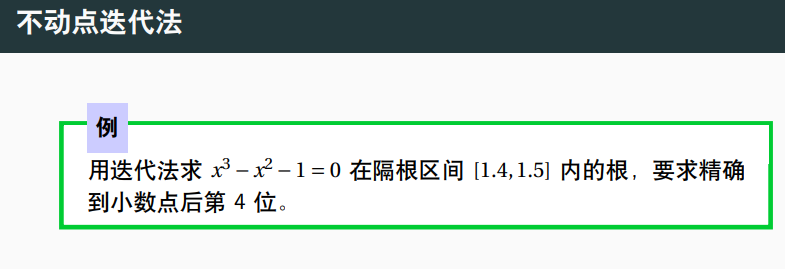 不动点迭代法
例
用迭代法求 x³ − x² − 1 = 0 在隔根区间 [1.4,1.5] 内的根，要求精确
到小数点后第 4 位。